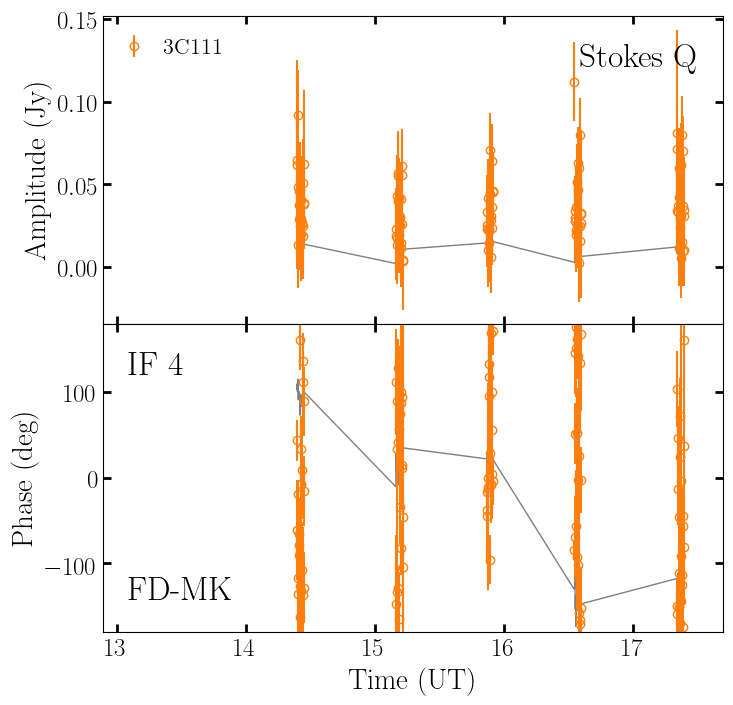 0.15
3C111
Stokes Q
0.10
0.05
0.00
Amplitude (Jy)
IF 4
100
0
−100
Phase (deg)
FD-MK
13 14 15 16 17
Time (UT)